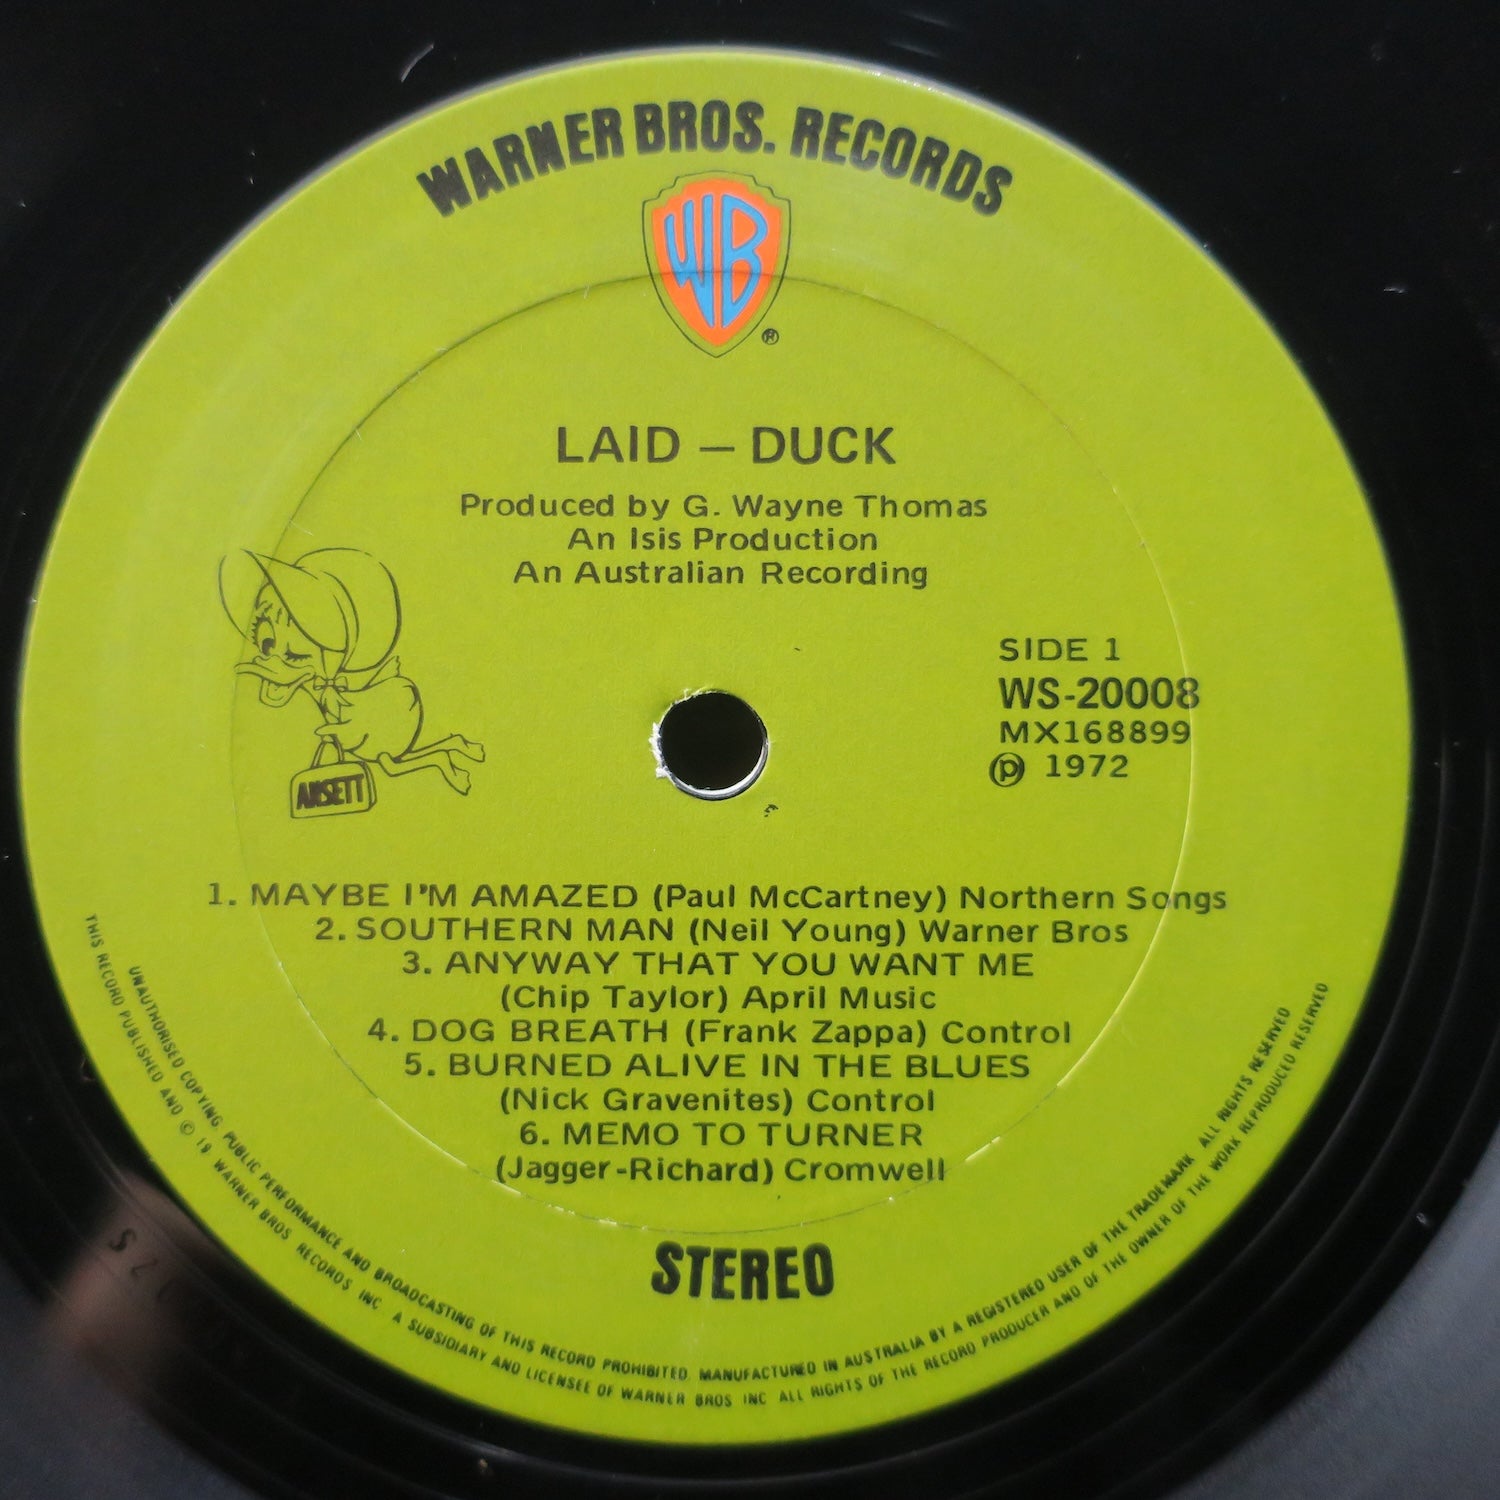 WARNER BROS. RECORDS
WB
®
LAID — DUCK
Produced by G. Wayne Thomas
An Isis Production
An Australian Recording
ANSETT
SIDE 1
WS-20008
MX168899
Ⓟ 1972
1. MAYBE I'M AMAZED (Paul McCartney) Northern Songs
2. SOUTHERN MAN (Neil Young) Warner Bros
3. ANYWAY THAT YOU WANT ME
(Chip Taylor) April Music
4. DOG BREATH (Frank Zappa) Control
5. BURNED ALIVE IN THE BLUES
(Nick Gravenites) Control
6. MEMO TO TURNER
(Jagger-Richard) Cromwell
STEREO
UNAUTHORISED COPYING, PUBLIC PERFORMANCE AND BROADCASTING OF THIS RECORD PROHIBITED. MANUFACTURED IN AUSTRALIA BY A REGISTERED USER OF THE TRADEMARK ALL RIGHTS RESERVED
THIS RECORD PUBLISHED AND © 19 WARNER BROS RECORDS INC A SUBSIDIARY AND LICENSEE OF WARNER BROS INC ALL RIGHTS OF THE RECORD PRODUCER AND OF THE OWNER OF THE WORK REPRODUCED RESERVED